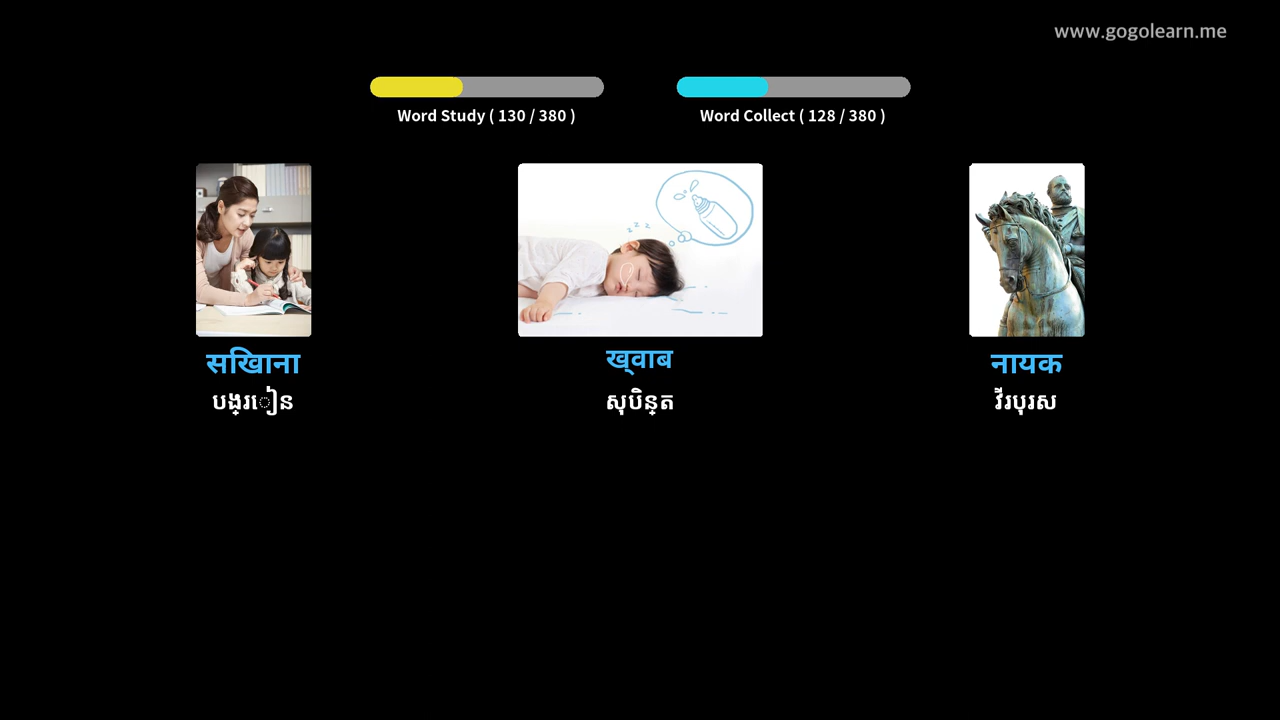 www.gogolearn.me
Word Study ( 130 / 380 )
Word Collect ( 128 / 380 )
सिखाना
ख्वाब
नायक
បង្រៀន
សុបិន្ត
វីរបុរស